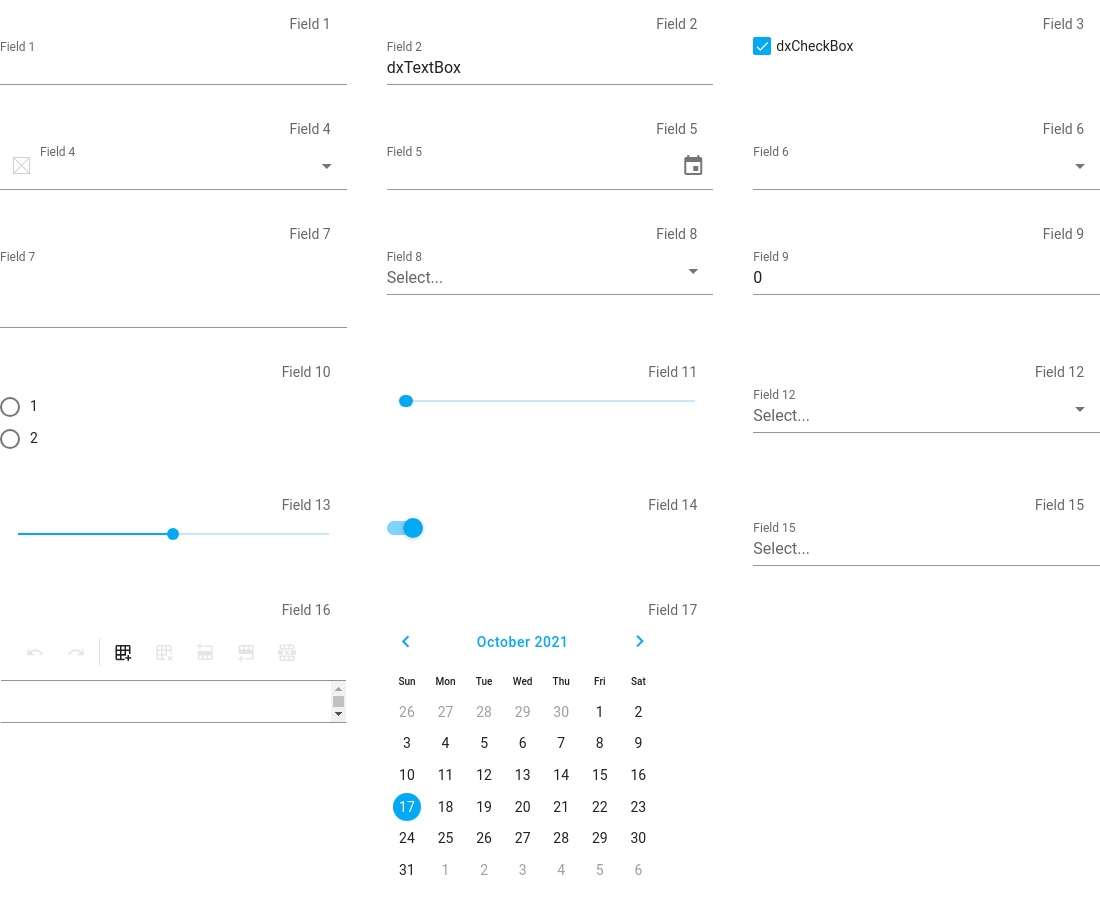 Field 1
Field 1
Field 2
Field 2
dxTextBox
Field 3
dxCheckBox
Field 4
Field 4
Field 5
Field 5
Field 6
Field 6
Field 7
Field 7
Field 8
Field 8
Select...
Field 9
Field 9
0
Field 10
1
2
Field 11
Field 12
Field 12
Select...
Field 13
Field 14
Field 15
Field 15
Select...
Field 16
Field 17
October 2021
Sun Mon Tue Wed Thu Fri Sat
26 27 28 29 30 1 2
3 4 5 6 7 8 9
10 11 12 13 14 15 16
17 18 19 20 21 22 23
24 25 26 27 28 29 30
31 1 2 3 4 5 6